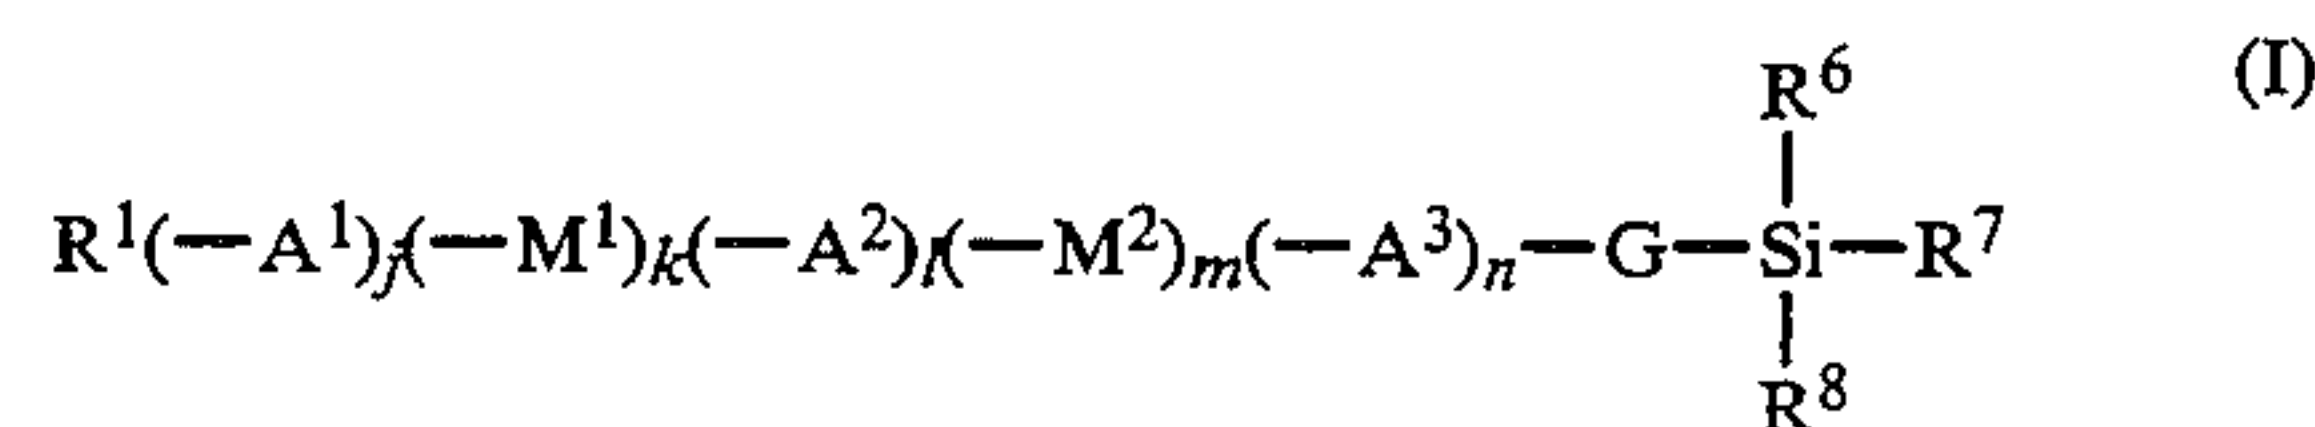 R⁶ (I)
R¹(—A¹)ⱼ(—M¹)ₖ(—A²)ₗ(—M²)ₘ(—A³)ₙ—G—Si—R⁷
R⁸